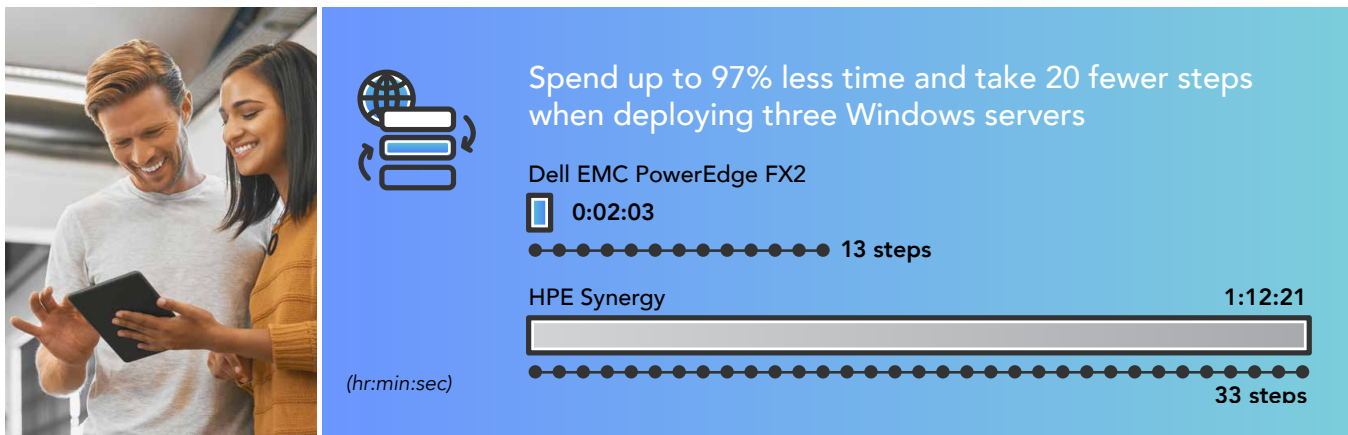 Spend up to 97% less time and take 20 fewer steps
when deploying three Windows servers
Dell EMC PowerEdge FX2
0:02:03
13 steps
HPE Synergy
1:12:21
(hr:min:sec)
33 steps